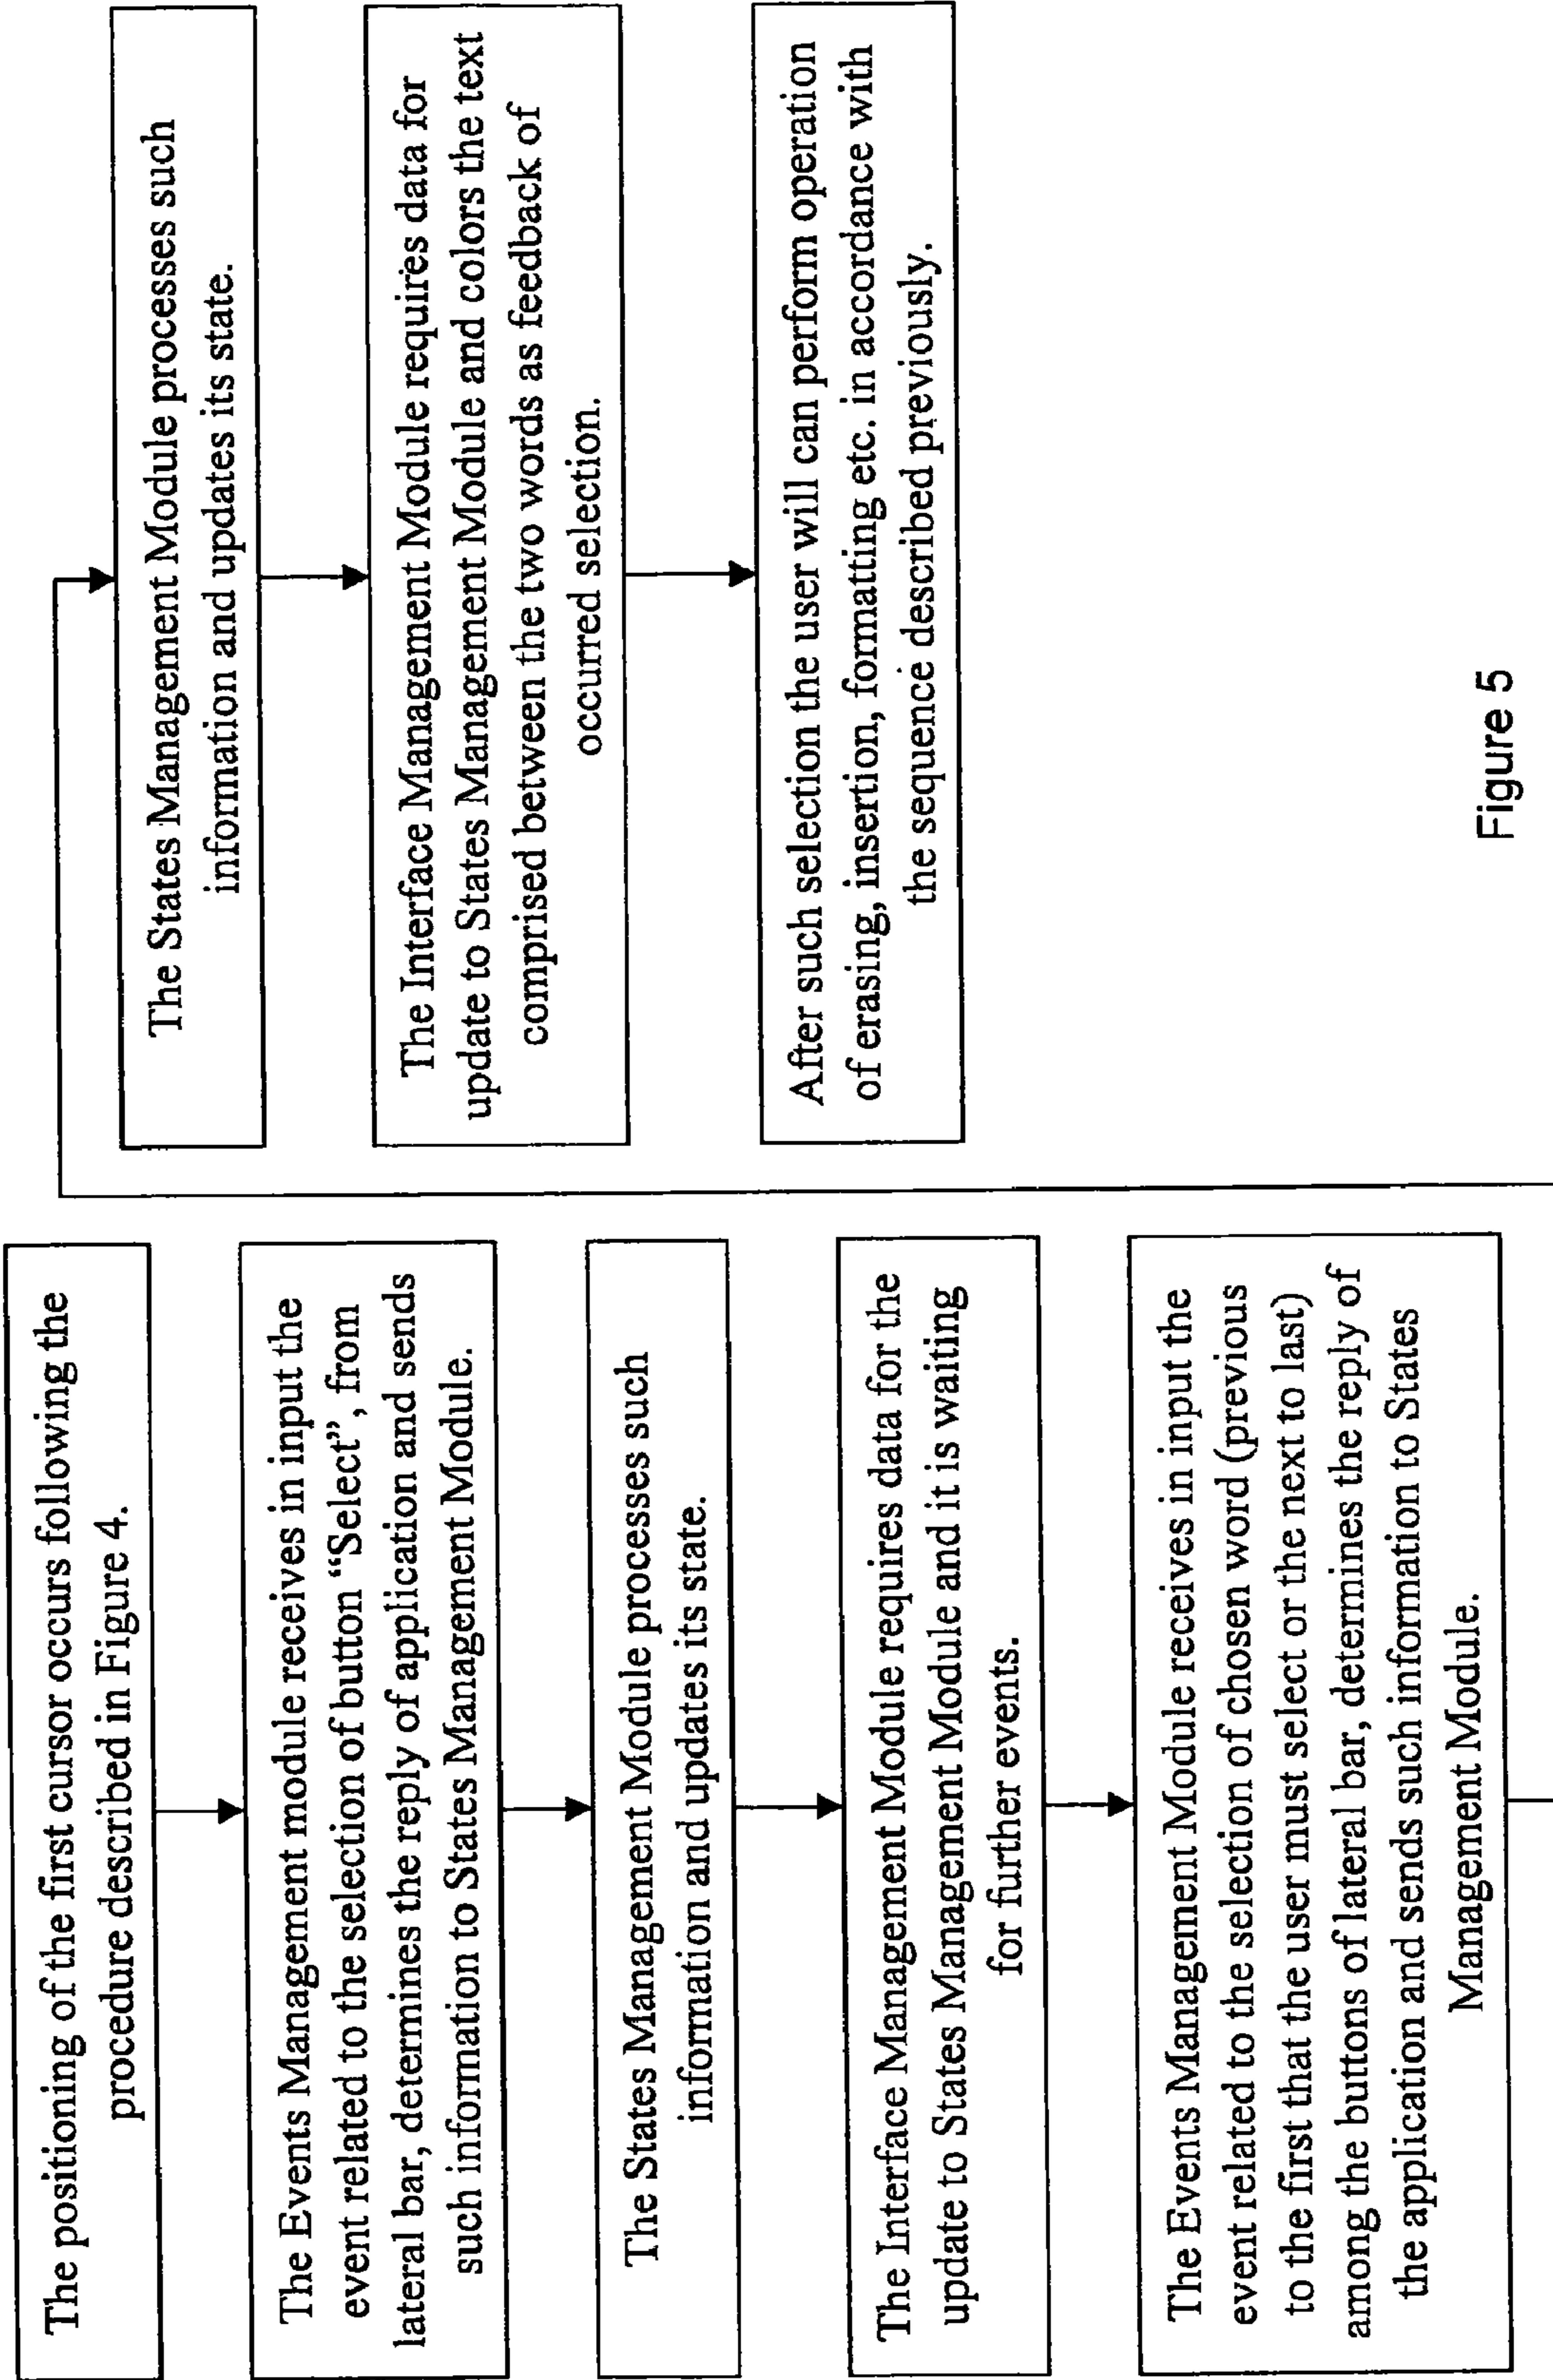 The positioning of the first cursor occurs following the
procedure described in Figure 4.
The Events Management module receives in input the
event related to the selection of button “Select”, from
lateral bar, determines the reply of application and sends
such information to States Management Module.
The States Management Module processes such
information and updates its state.
The Interface Management Module requires data for the
update to States Management Module and it is waiting
for further events.
The Events Management Module receives in input the
event related to the selection of chosen word (previous
to the first that the user must select or the next to last)
among the buttons of lateral bar, determines the reply of
the application and sends such information to States
Management Module.
The States Management Module processes such
information and updates its state.
The Interface Management Module requires data for
update to States Management Module and colors the text
comprised between the two words as feedback of
occurred selection.
After such selection the user will can perform operation
of erasing, insertion, formatting etc. in accordance with
the sequence described previously.
Figure 5